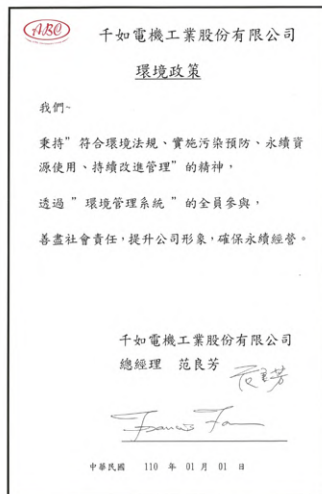 ABC
千如電機工業股份有限公司
環境政策
我們~
秉持”符合環境法規、實施污染預防、永續資
源使用、持續改進管理”的精神，
透過 ” 環境管理系統 ” 的全員參與，
善盡社會責任，提升公司形象，確保永續經營。
千如電機工業股份有限公司
總經理 范良芳
范良芳
Francis Fan
中華民國 110 年 01 月 01 日